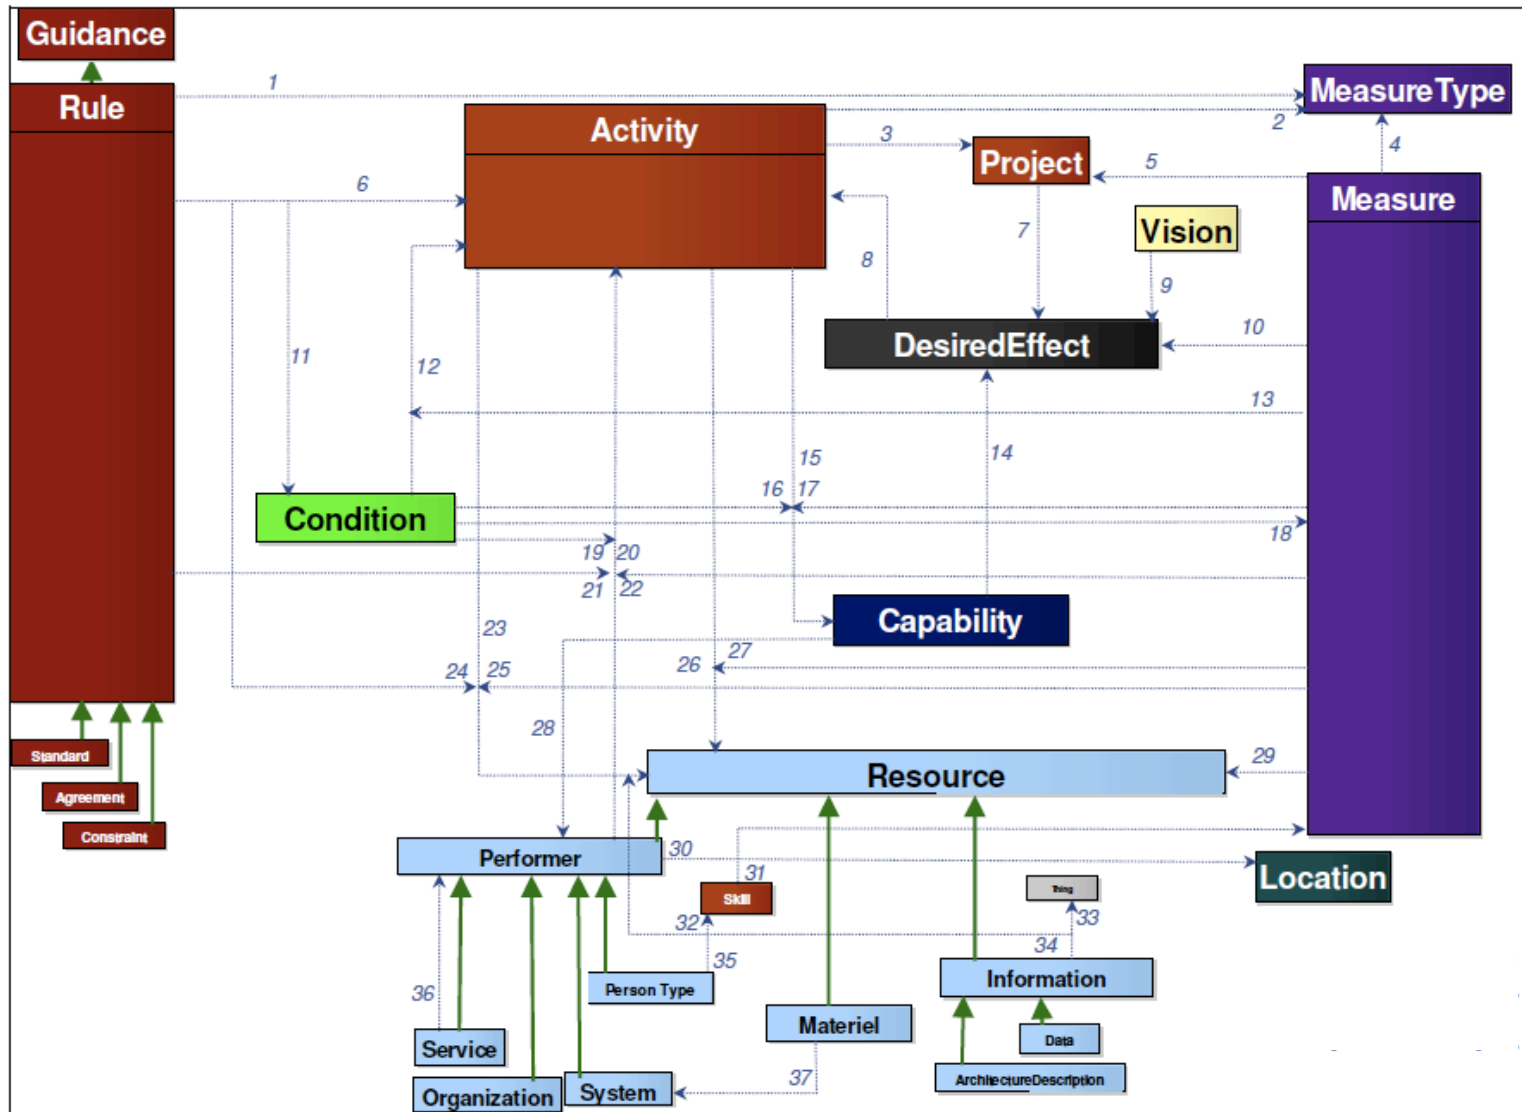 Guidance
Rule
1
MeasureType
Activity
2
3
4
Project
5
6
Measure
Vision
7
8
9
DesiredEffect
10
11
12
13
14
15
16
17
Condition
18
19
20
21
22
Capability
23
27
24
25
26
28
Standard
Resource
29
Agreement
Constraint
Performer
30
31
Location
Skill
Thing
32
33
34
35
Information
36
Person Type
Materiel
Service
Data
37
ArchitectureDescription
Organization
System